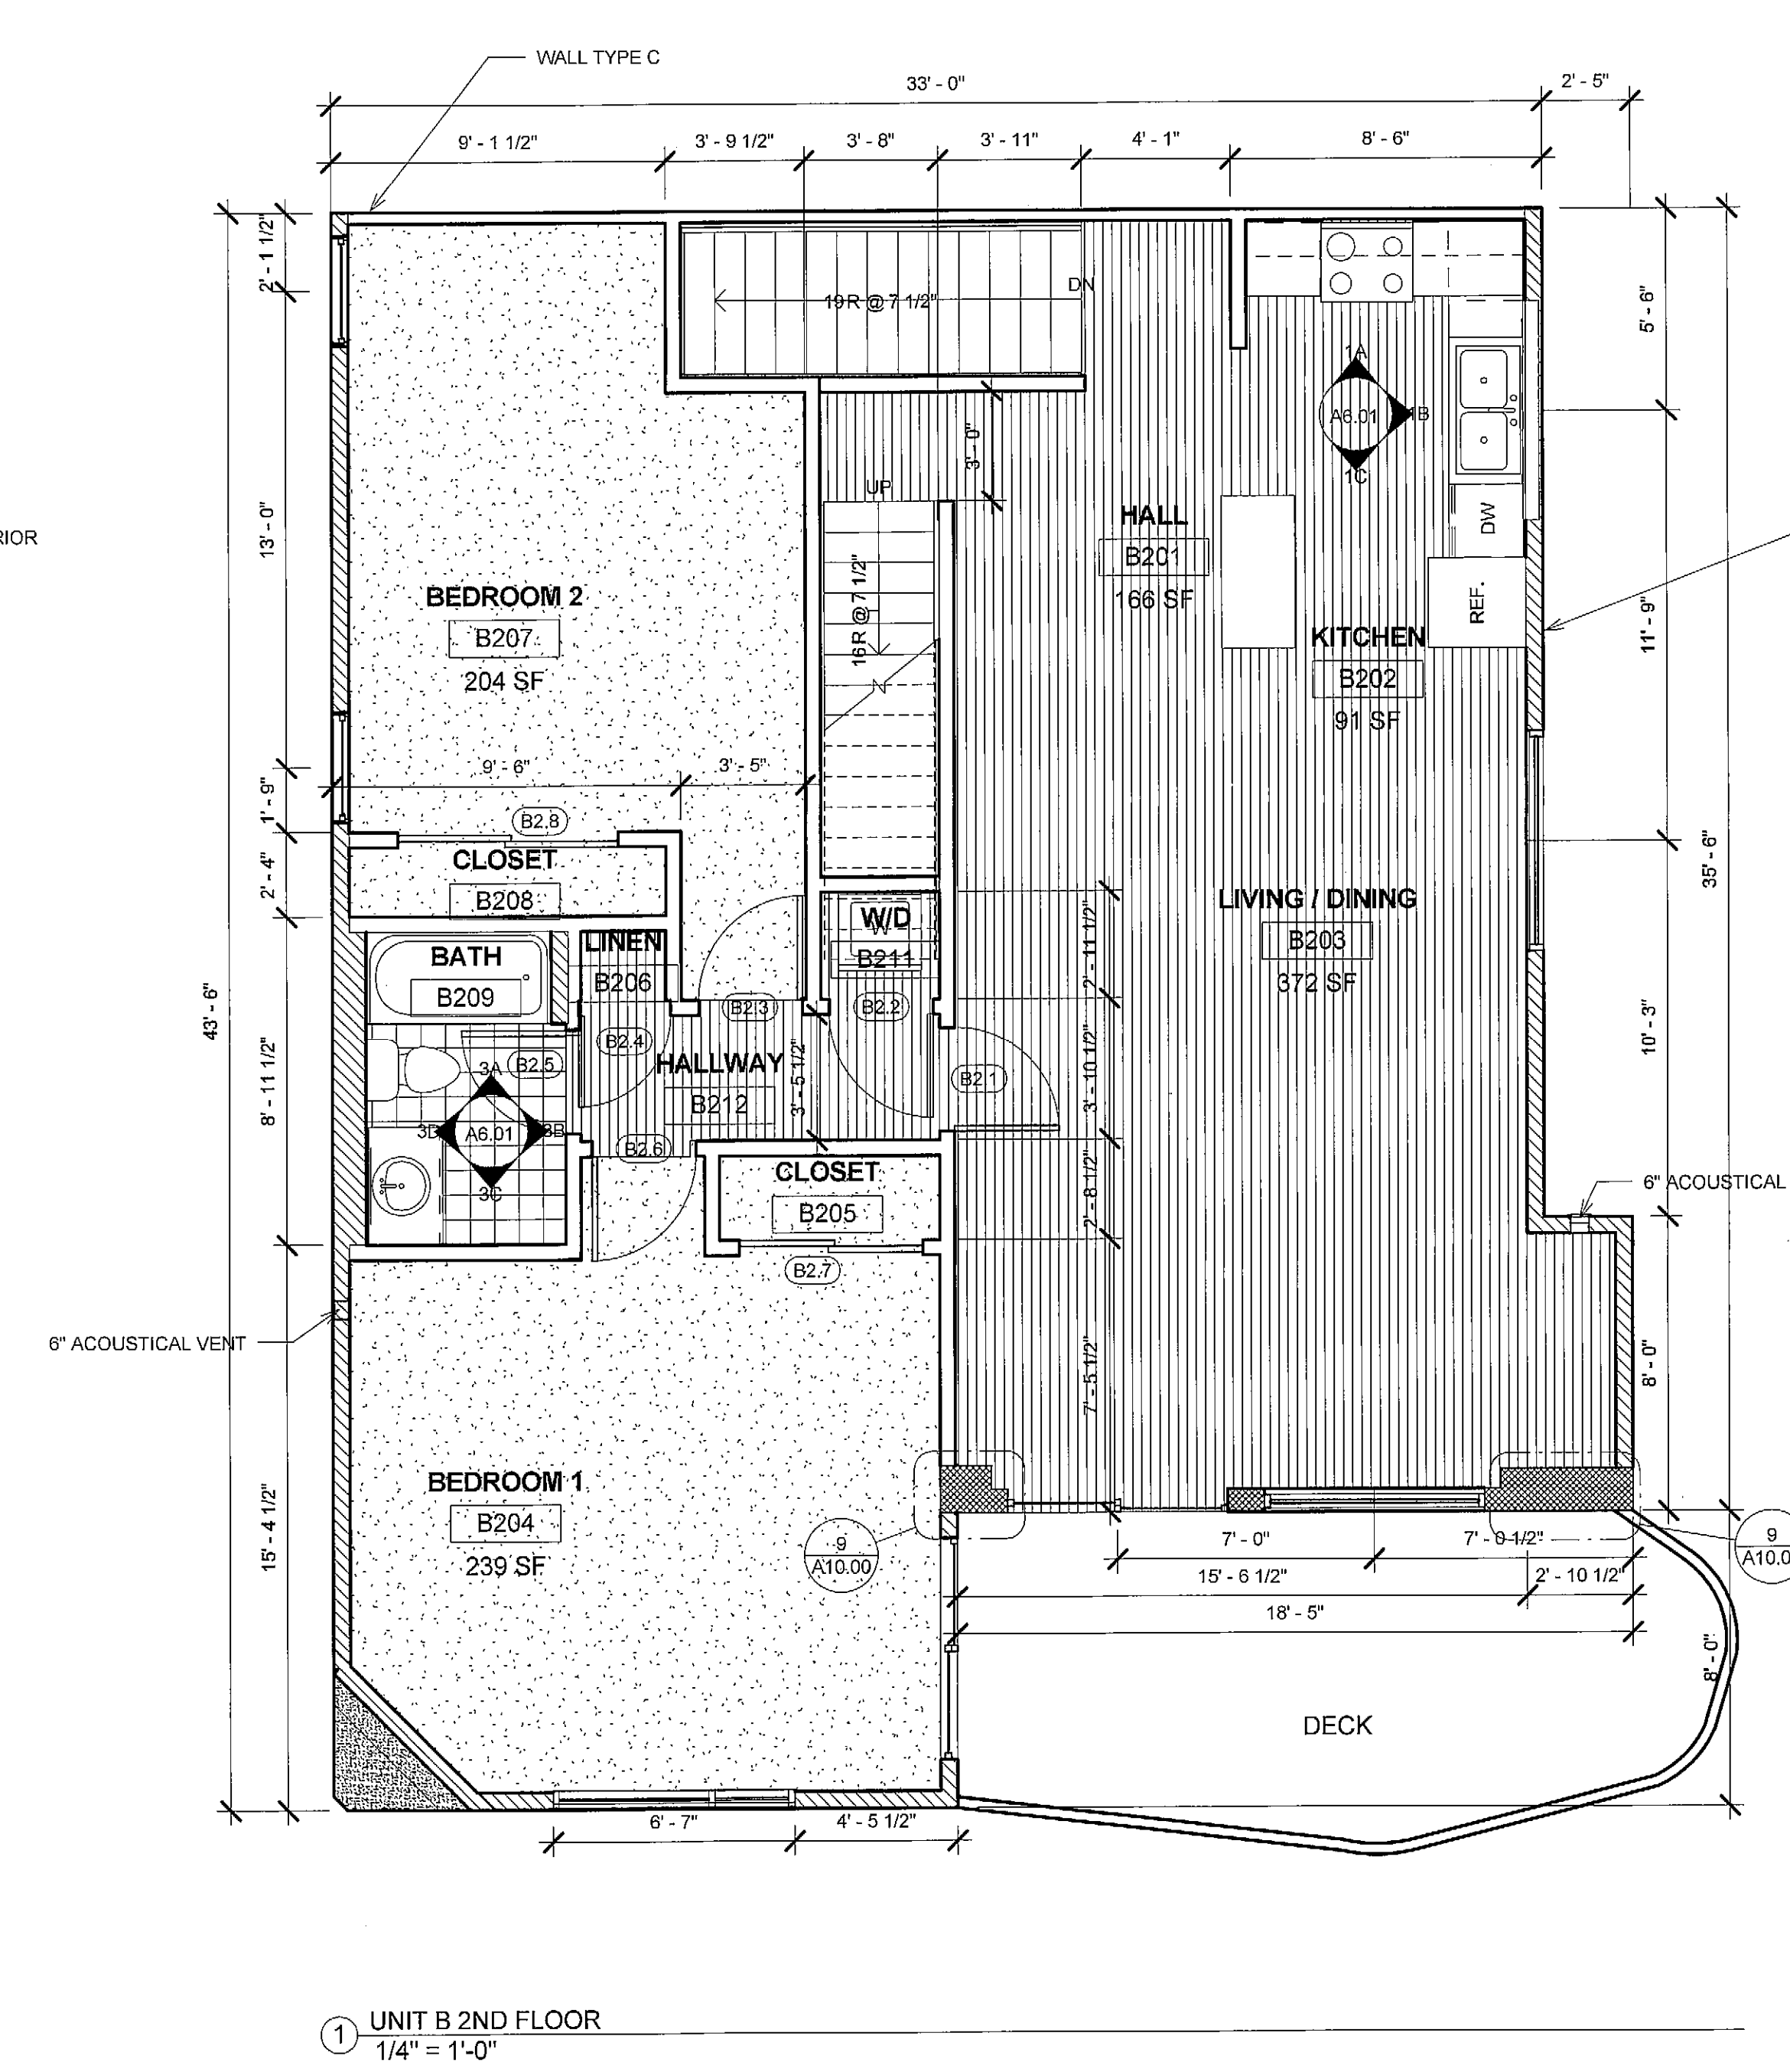 WALL TYPE C
33' - 0"
2' - 5"
9' - 1 1/2"
3' - 9 1/2"
3' - 8"
3' - 11"
4' - 1"
8' - 6"
2' - 1 1/2"
19R @ 7 1/2"
DN
5' - 6"
1A
A6.01
1B
1C
3' - 0"
UP
HALL
B201
166 SF
DW
RIOR
13' - 0"
16R @ 7 1/2"
BEDROOM 2
B207
204 SF
REF.
KITCHEN
B202
91 SF
11' - 9"
9' - 6"
3' - 5"
1' - 9"
B2.8
CLOSET
B208
2' - 4"
35' - 6"
LIVING / DINING
B203
372 SF
W/D
W
B211
2' - 11 1/2"
LINEN
B206
BATH
B209
43' - 6"
B2.3
B2.2
B2.4
B2.5
HALLWAY
B212
3' - 5 1/2"
B2.1
3' - 10 1/2"
10' - 3"
8' - 11 1/2"
3A
3D
A6.01
3B
3C
B2.6
CLOSET
B205
2' - 8 1/2"
6" ACOUSTICAL
B2.7
6" ACOUSTICAL VENT
7' - 5 1/2"
8' - 0"
BEDROOM 1
B204
239 SF
15' - 4 1/2"
9
A10.00
7' - 0"
7' - 0 1/2"
9
A10.0
15' - 6 1/2"
2' - 10 1/2"
18' - 5"
8' - 0"
DECK
6' - 7"
4' - 5 1/2"
1 UNIT B 2ND FLOOR
1/4" = 1'-0"